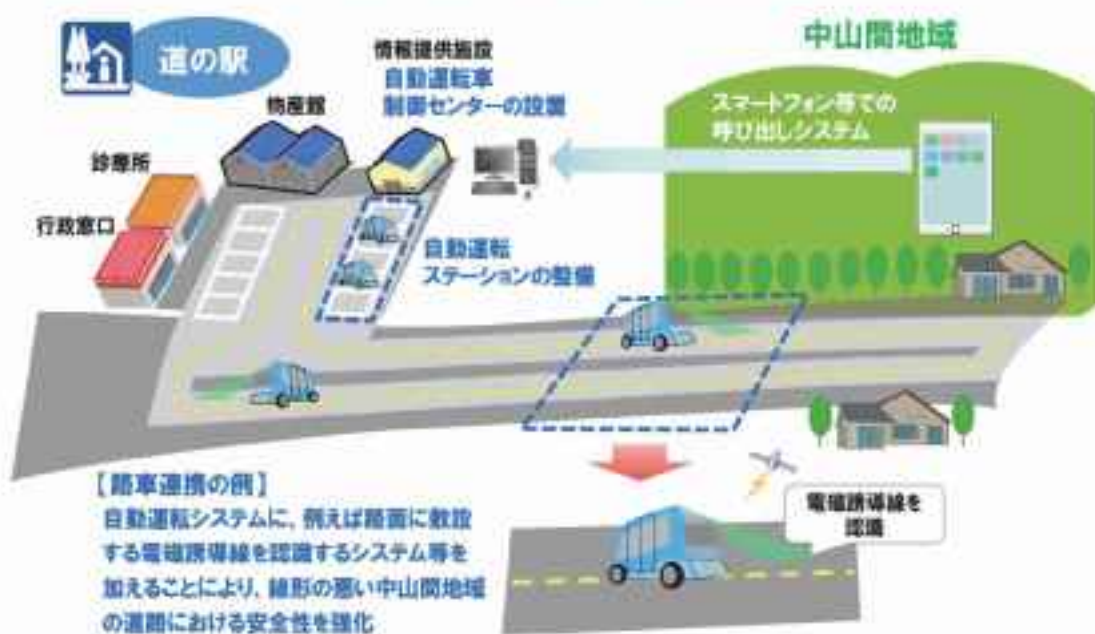 道の駅
情報提供施設
自動運転車
制御センターの設置
中山間地域
スマートフォン等での
呼び出しシステム
物産館
診療所
行政窓口
自動運転
ステーションの整備
【路車連携の例】
自動運転システムに、例えば路面に敷設
する電磁誘導線を認識するシステム等を
加えることにより、線形の悪い中山間地域
の道路における安全性を強化
電磁誘導線を
認識